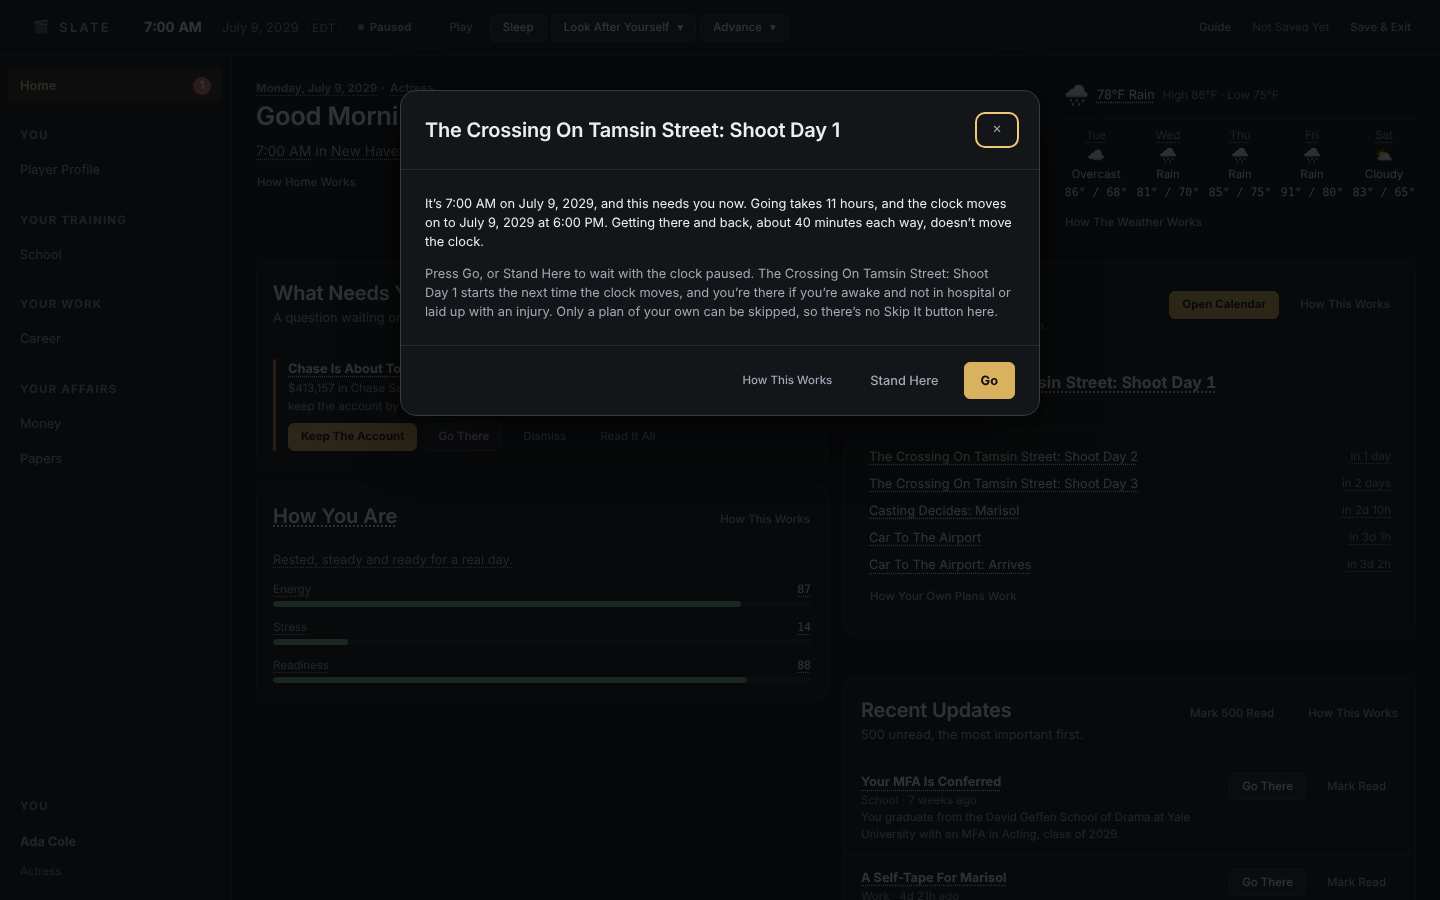 SLATE
7:00 AM July 9, 2029 EDT Paused Play Sleep Look After Yourself Advance Guide Not Saved Yet Save & Exit
Home 1
YOU
Player Profile
YOUR TRAINING
School
YOUR WORK
Career
YOUR AFFAIRS
Money
Papers
YOU
Ada Cole
Actress
Monday, July 9, 2029 · Actress
Good Morni
7:00 AM in New Have
How Home Works
78°F Rain High 86°F · Low 75°F
Tue Wed Thu Fri Sat
Overcast Rain Rain Rain Cloudy
86° / 68° 81° / 70° 85° / 75° 91° / 80° 83° / 65°
How The Weather Works
The Crossing On Tamsin Street: Shoot Day 1
×
It's 7:00 AM on July 9, 2029, and this needs you now. Going takes 11 hours, and the clock moves
on to July 9, 2029 at 6:00 PM. Getting there and back, about 40 minutes each way, doesn't move
the clock.
Press Go, or Stand Here to wait with the clock paused. The Crossing On Tamsin Street: Shoot
Day 1 starts the next time the clock moves, and you're there if you're awake and not in hospital or
laid up with an injury. Only a plan of your own can be skipped, so there's no Skip It button here.
How This Works Stand Here Go
What Needs Y
A question waiting on
Chase Is About To
$413,157 in Chase Sa
keep the account by
Keep The Account Go There Dismiss Read It All
How You Are How This Works
Rested, steady and ready for a real day.
Energy 87
Stress 14
Readiness 88
Open Calendar How This Works
sin Street: Shoot Day 1
The Crossing On Tamsin Street: Shoot Day 2 in 1 day
The Crossing On Tamsin Street: Shoot Day 3 in 2 days
Casting Decides: Marisol in 2d 10h
Car To The Airport in 3d 1h
Car To The Airport: Arrives in 3d 2h
How Your Own Plans Work
Recent Updates Mark 500 Read How This Works
500 unread, the most important first.
Your MFA Is Conferred Go There Mark Read
School · 7 weeks ago
You graduate from the David Geffen School of Drama at Yale
University with an MFA in Acting, class of 2029.
A Self-Tape For Marisol Go There Mark Read
Work · 4d 21h ago